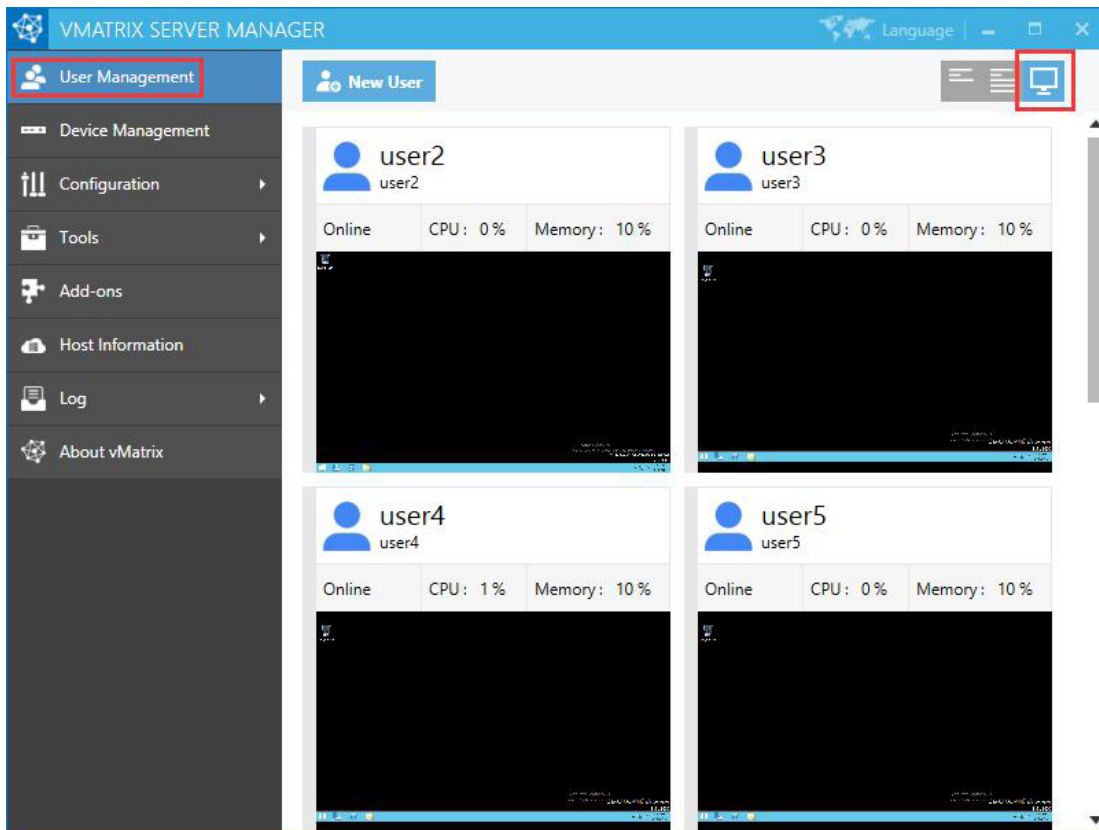 VMATRIX SERVER MANAGER
Language
User Management
New User
Device Management
Configuration
Tools
Add-ons
Host Information
Log
About vMatrix
user2
user2
Online CPU: 0% Memory: 10%
user3
user3
Online CPU: 0% Memory: 10%
user4
user4
Online CPU: 1% Memory: 10%
user5
user5
Online CPU: 0% Memory: 10%